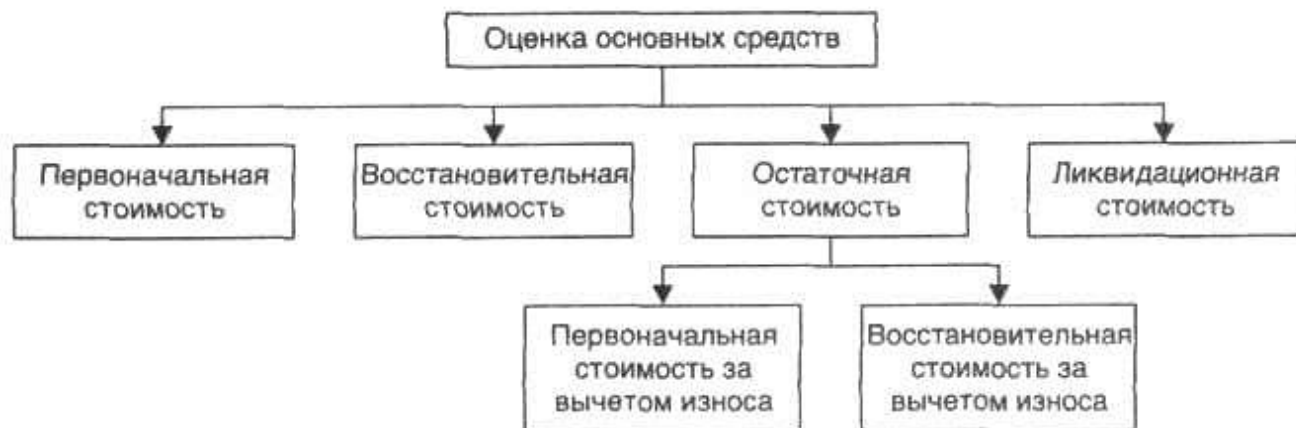 Оценка основных средств
Первоначальная
стоимость
Восстановительная
стоимость
Остаточная
стоимость
Ликвидационная
стоимость
Первоначальная
стоимость за
вычетом износа
Восстановительная
стоимость за
вычетом износа